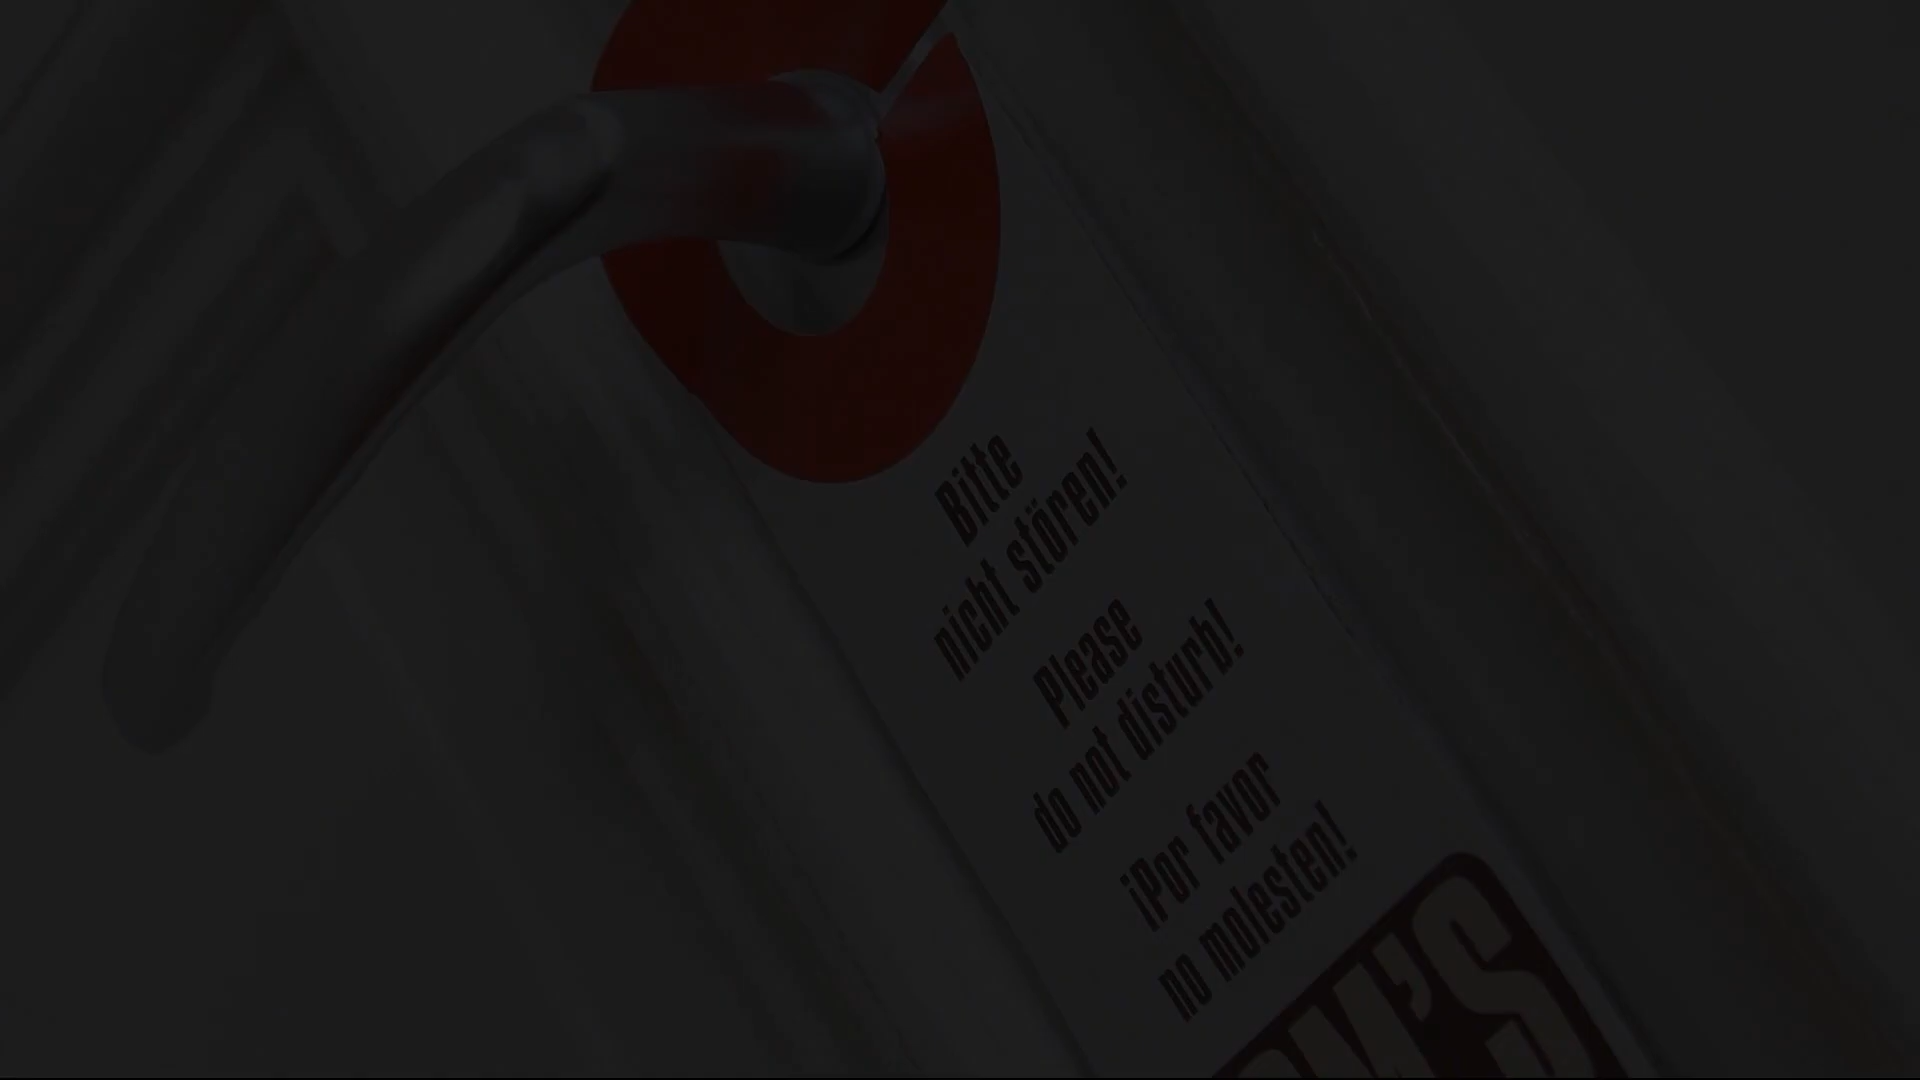 Bitte
nicht stören!
Please
do not disturb!
¡Por favor
no molesten!
M'S